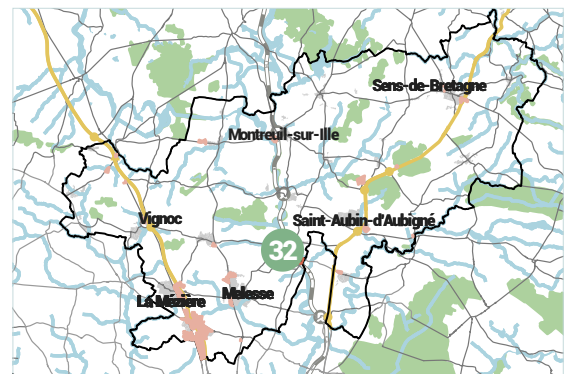 Sens-de-Bretagne
Montreuil-sur-Ille
Vignoc
Saint-Aubin-d'Aubigné
32
La Mézière
Melesse